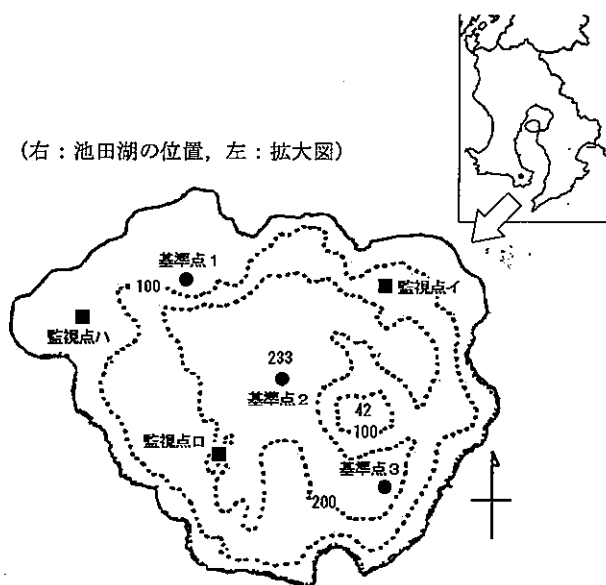 (右：池田湖の位置，左：拡大図)
基準点1
100
監視点イ
監視点ハ
233
基準点2
42
100
監視点ロ
基準点3
200